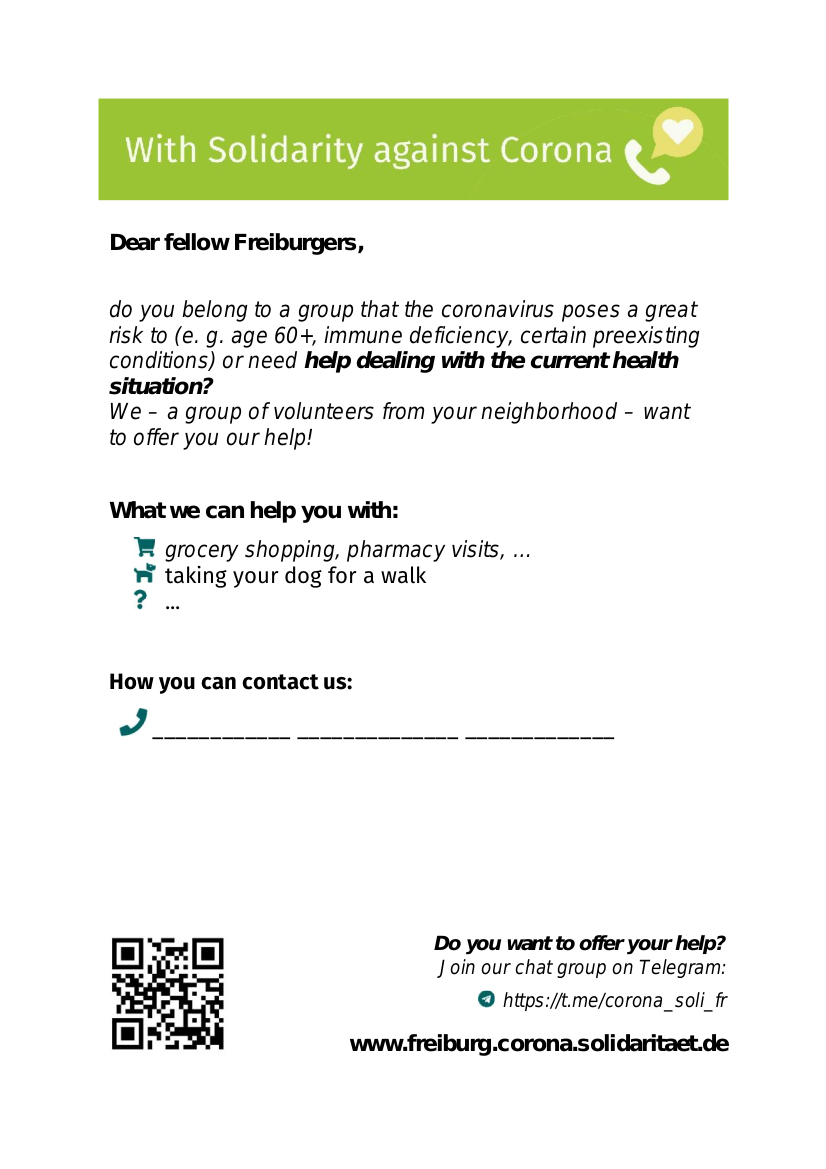 With Solidarity against Corona
Dear fellow Freiburgers,
do you belong to a group that the coronavirus poses a great
risk to (e. g. age 60+, immune deficiency, certain preexisting
conditions) or need help dealing with the current health
situation?
We – a group of volunteers from your neighborhood – want
to offer you our help!
What we can help you with:
grocery shopping, pharmacy visits, ...
taking your dog for a walk
? ...
How you can contact us:
____________ ______________ _____________
Do you want to offer your help?
Join our chat group on Telegram:
https://t.me/corona_soli_fr
www.freiburg.corona.solidaritaet.de